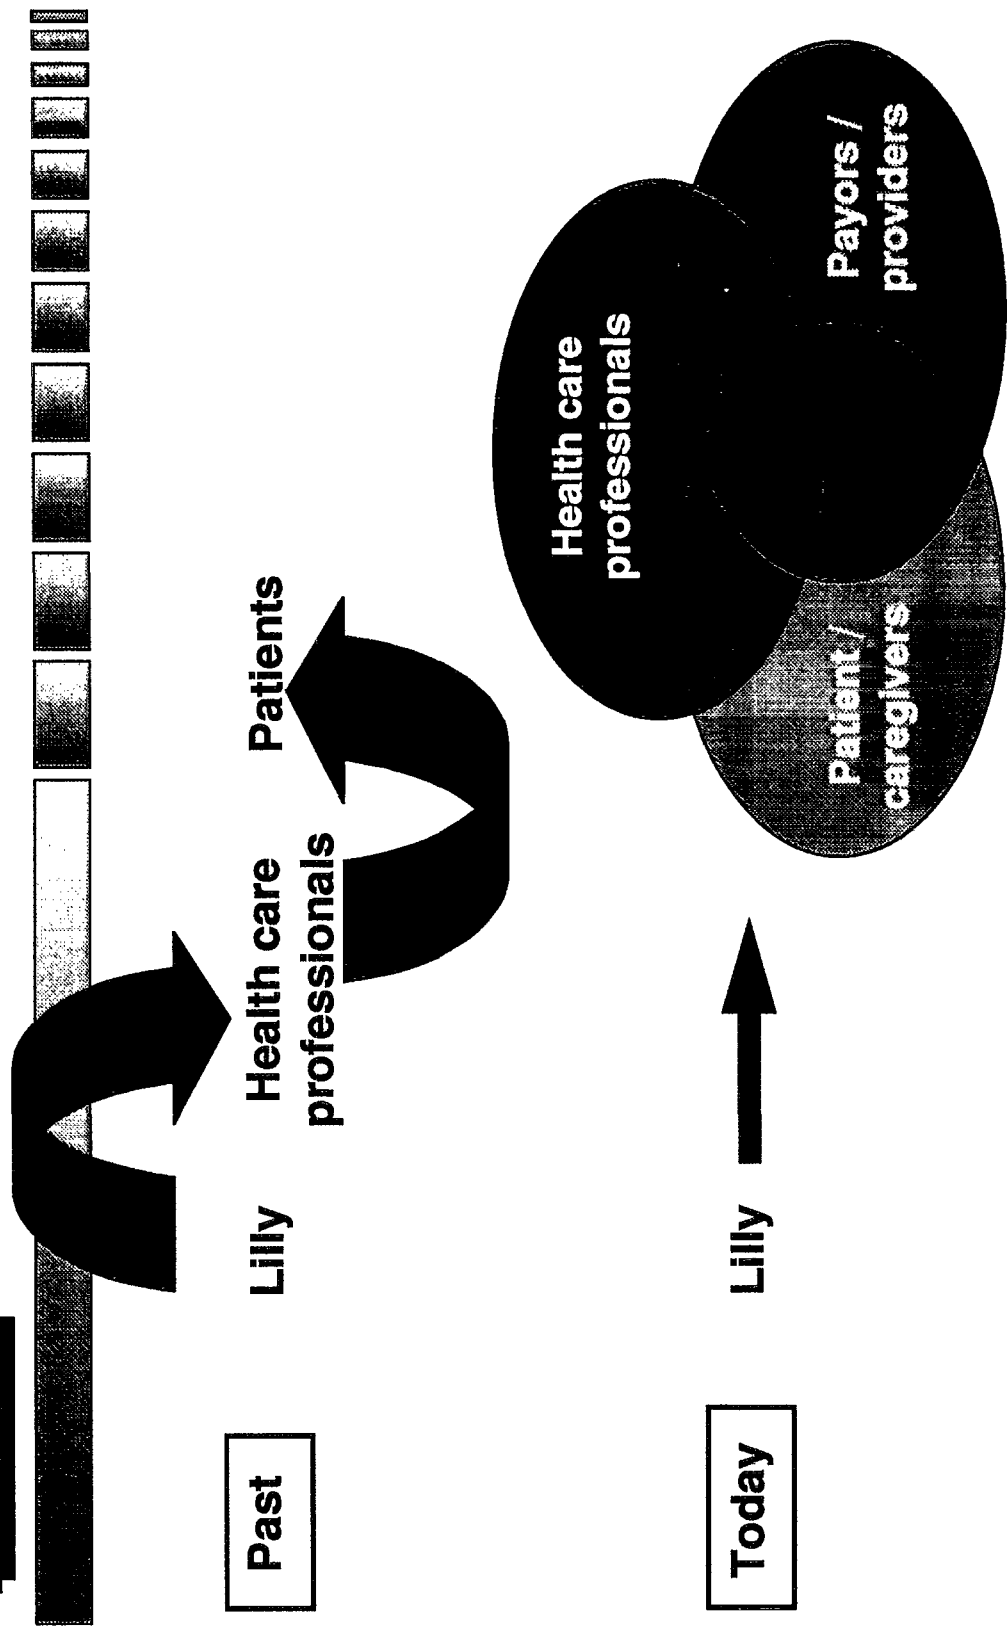 Past
Lilly
Health care
professionals
Patients
Today
Lilly
Health care
professionals
Patient /
caregivers
Payors /
providers